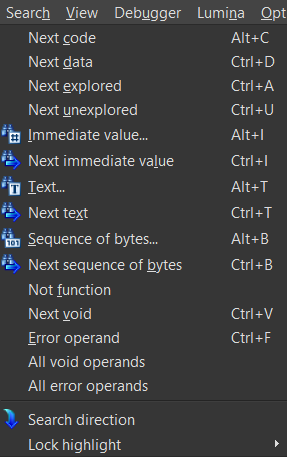 Search View Debugger Lumina Opt
Next code Alt+C
Next data Ctrl+D
Next explored Ctrl+A
Next unexplored Ctrl+U
Immediate value... Alt+I
Next immediate value Ctrl+I
Text... Alt+T
Next text Ctrl+T
Sequence of bytes... Alt+B
Next sequence of bytes Ctrl+B
Not function
Next void Ctrl+V
Error operand Ctrl+F
All void operands
All error operands
Search direction
Lock highlight